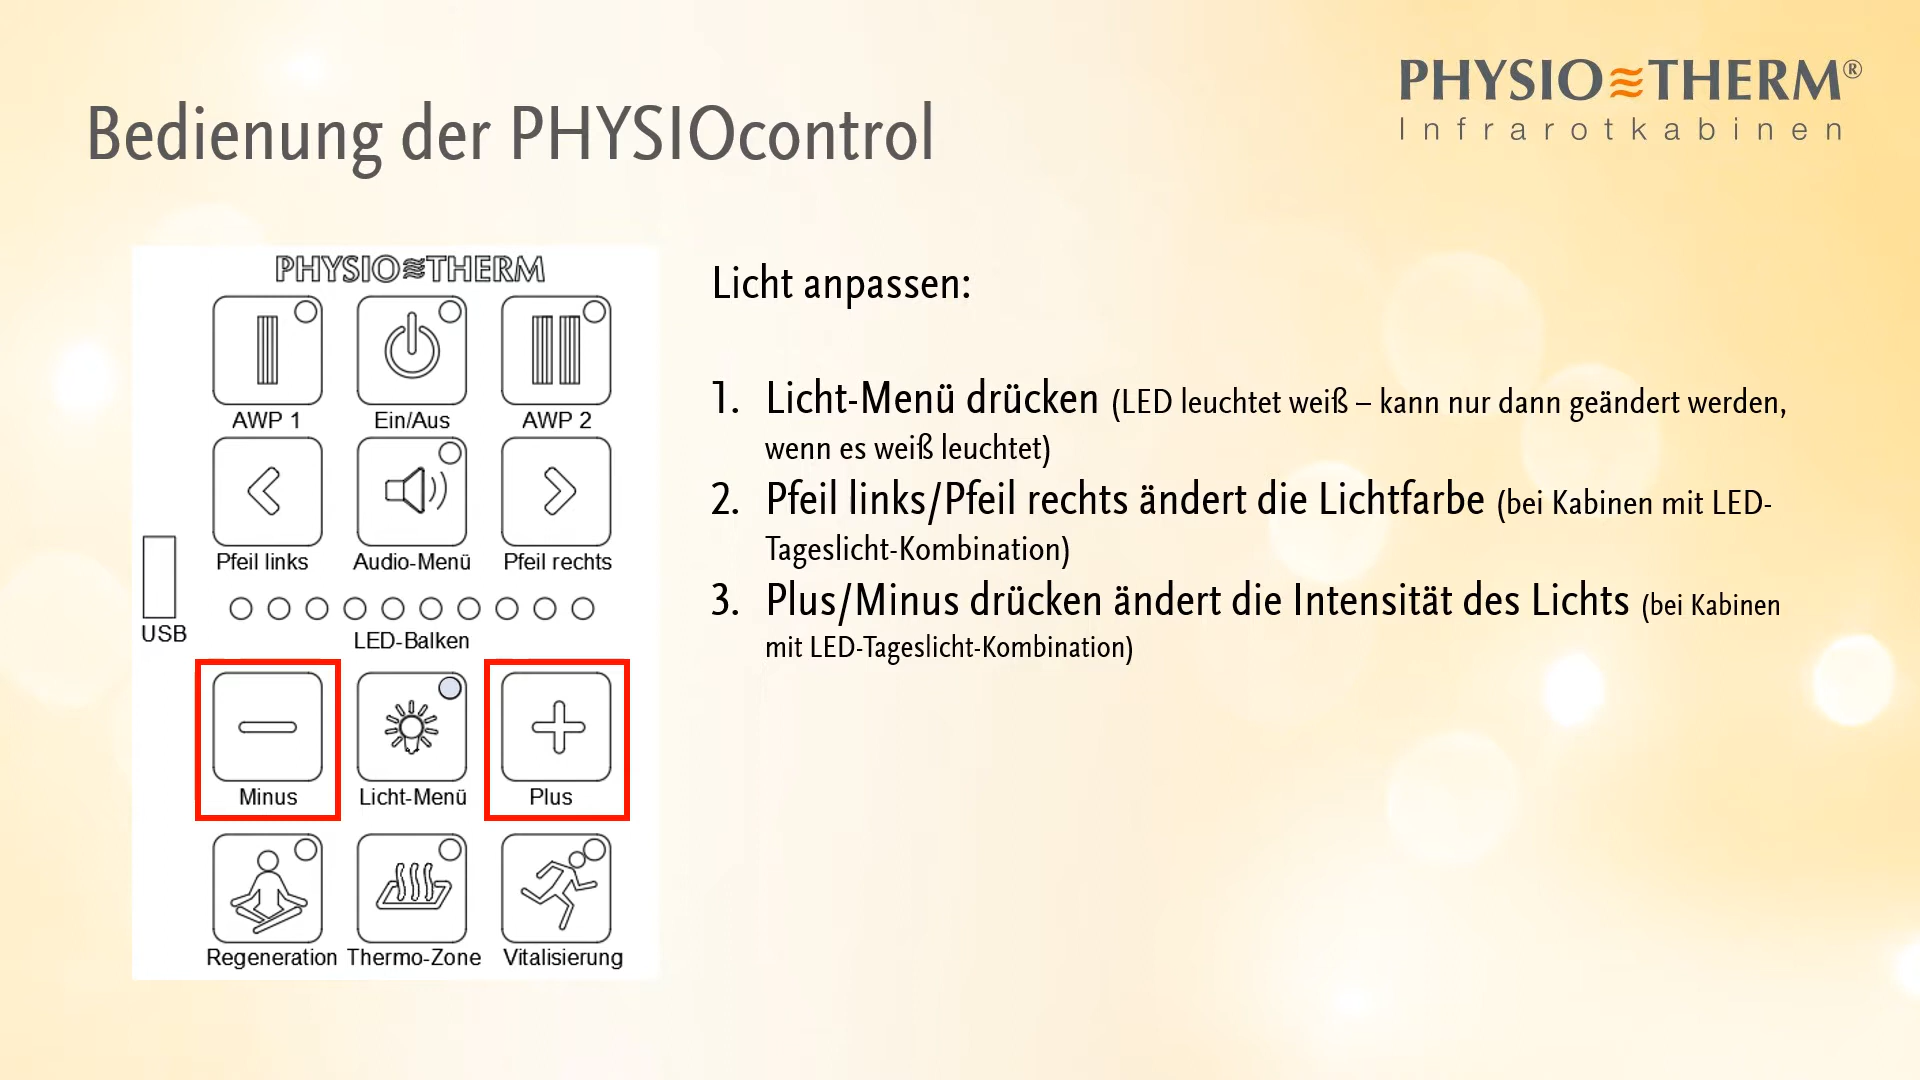 Bedienung der PHYSIOcontrol
PHYSIO THERM®
Infrarotkabinen
PHYSIO THERM
AWP 1 Ein/Aus AWP 2
Pfeil links Audio-Menü Pfeil rechts
USB
LED-Balken
Minus Licht-Menü Plus
Regeneration Thermo-Zone Vitalisierung
Licht anpassen:
1. Licht-Menü drücken (LED leuchtet weiß – kann nur dann geändert werden,
wenn es weiß leuchtet)
2. Pfeil links/Pfeil rechts ändert die Lichtfarbe (bei Kabinen mit LED-
Tageslicht-Kombination)
3. Plus/Minus drücken ändert die Intensität des Lichts (bei Kabinen
mit LED-Tageslicht-Kombination)